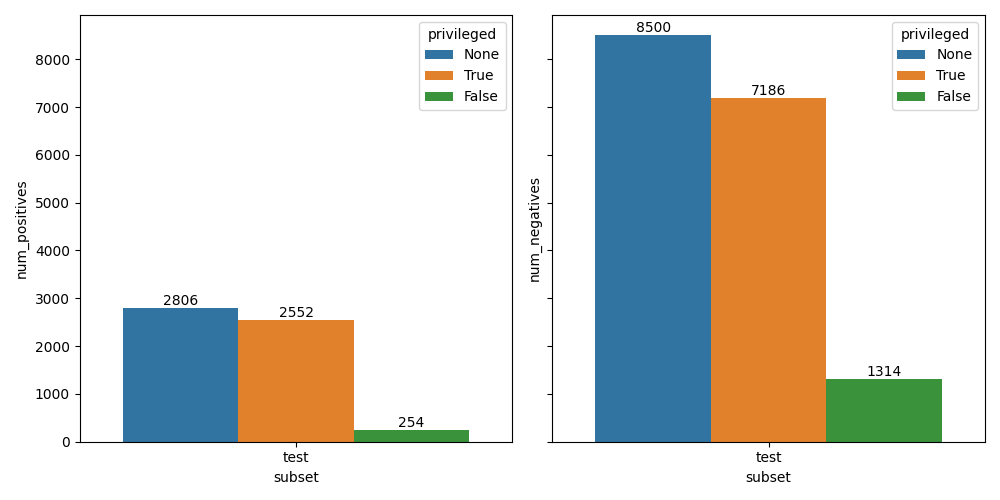 privileged
None
True
False
8000
7000
6000
5000
4000
3000
2000
1000
0
num_positives
2806
2552
254
test
subset
privileged
None
True
False
num_negatives
8500
7186
1314
test
subset